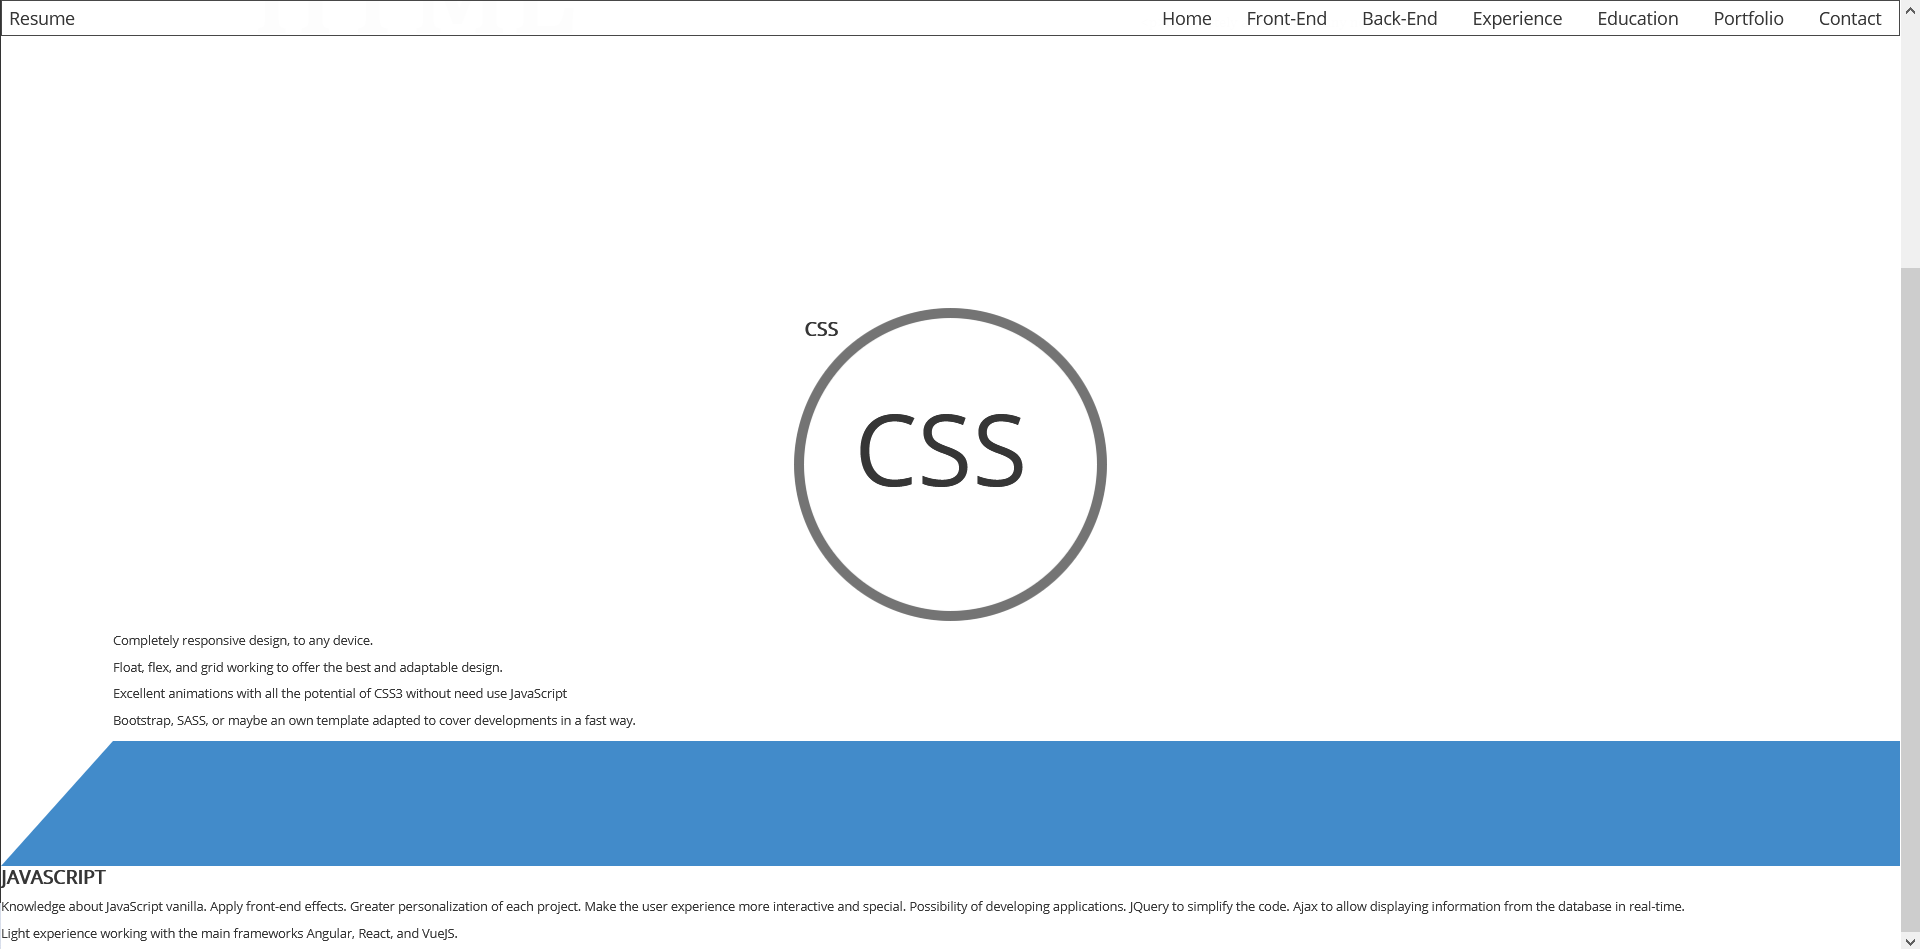 Resume Home Front-End Back-End Experience Education Portfolio Contact
CSS
CSS
Completely responsive design, to any device.
Float, flex, and grid working to offer the best and adaptable design.
Excellent animations with all the potential of CSS3 without need use JavaScript
Bootstrap, SASS, or maybe an own template adapted to cover developments in a fast way.
JAVASCRIPT
Knowledge about JavaScript vanilla. Apply front-end effects. Greater personalization of each project. Make the user experience more interactive and special. Possibility of developing applications. JQuery to simplify the code. Ajax to allow displaying information from the database in real-time.
Light experience working with the main frameworks Angular, React, and VueJS.